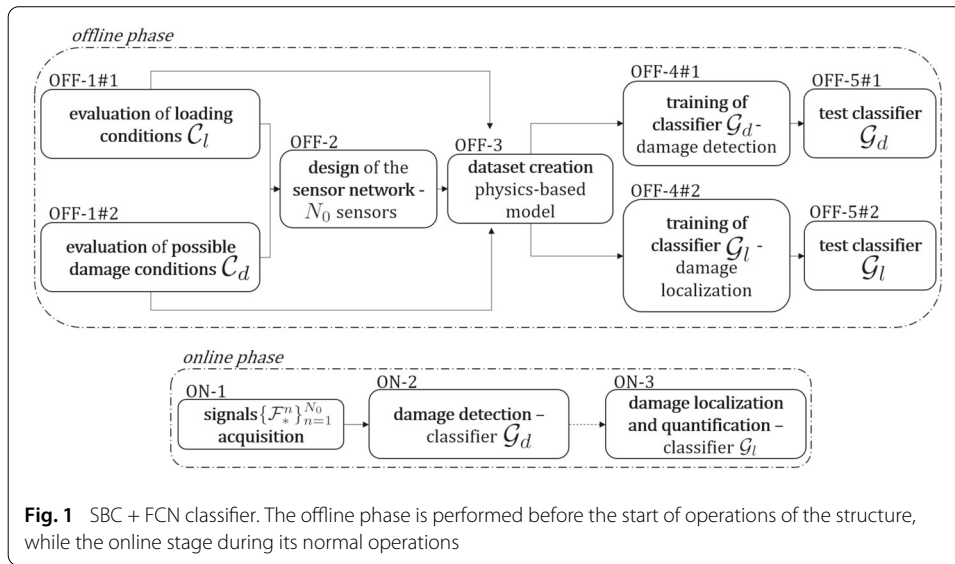 offline phase
OFF-1#1
evaluation of loading
conditions 𝒞_l
OFF-1#2
evaluation of possible
damage conditions 𝒞_d
OFF-2
design of the
sensor network -
N_0 sensors
OFF-3
dataset creation
physics-based
model
OFF-4#1
training of
classifier 𝒢_d -
damage detection
OFF-5#1
test classifier
𝒢_d
OFF-4#2
training of
classifier 𝒢_l -
damage
localization
OFF-5#2
test classifier
𝒢_l
online phase
ON-1
signals {ℱ_*^n}_{n=1}^{N_0}
acquisition
ON-2
damage detection –
classifier 𝒢_d
ON-3
damage localization
and quantification –
classifier 𝒢_l
Fig. 1 SBC + FCN classifier. The offline phase is performed before the start of operations of the structure,
while the online stage during its normal operations